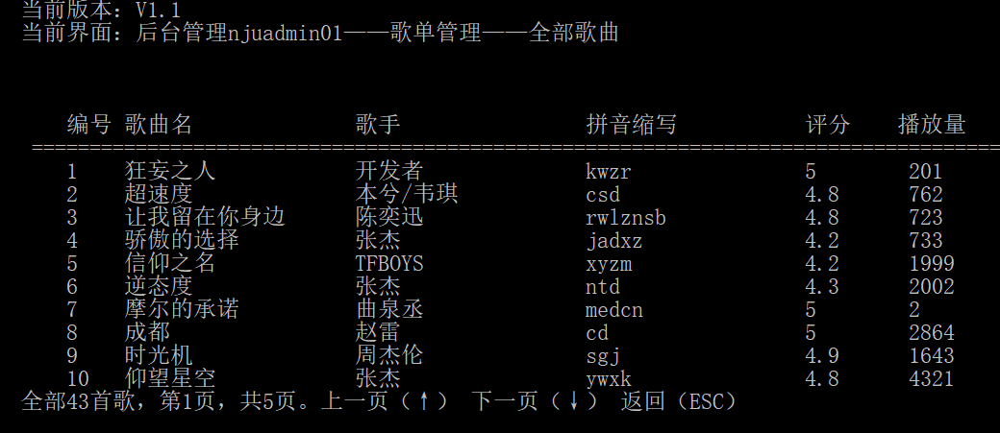 当前版本：V1.1
当前界面：后台管理njuadmin01——歌单管理——全部歌曲
编号 歌曲名 歌手 拼音缩写 评分 播放量
====================================================================================
1 狂妄之人 开发者 kwzr 5 201
2 超速度 本兮/韦琪 csd 4.8 762
3 让我留在你身边 陈奕迅 rwlznsb 4.8 723
4 骄傲的选择 张杰 jadxz 4.2 733
5 信仰之名 TFBOYS xyzm 4.2 1999
6 逆态度 张杰 ntd 4.3 2002
7 摩尔的承诺 曲泉丞 medcn 5 2
8 成都 赵雷 cd 5 2864
9 时光机 周杰伦 sgj 4.9 1643
10 仰望星空 张杰 ywxk 4.8 4321
全部43首歌，第1页，共5页。上一页（↑） 下一页（↓） 返回（ESC）